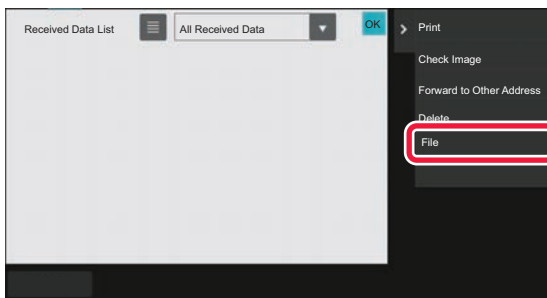 Received Data List
All Received Data
OK
Print
Check Image
Forward to Other Address
Delete
File